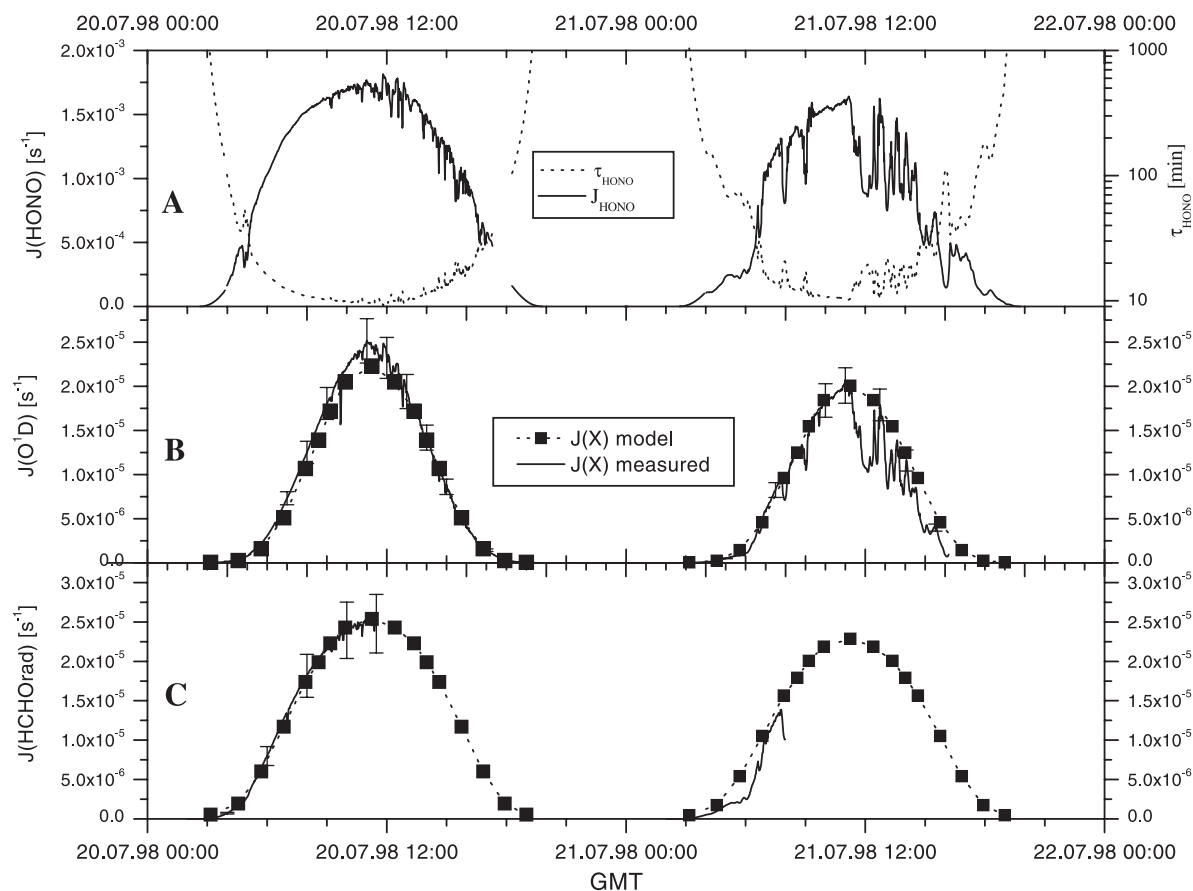 20.07.98 00:00 20.07.98 12:00 21.07.98 00:00 21.07.98 12:00 22.07.98 00:00
2.0x10⁻³ 1000
1.5x10⁻³
1.0x10⁻³ 100
5.0x10⁻⁴
0.0 10
J(HONO) [s⁻¹]
A
τHONO
JHONO
τHONO [min]
2.5x10⁻⁵ 2.5x10⁻⁵
2.0x10⁻⁵ 2.0x10⁻⁵
1.5x10⁻⁵ 1.5x10⁻⁵
1.0x10⁻⁵ 1.0x10⁻⁵
5.0x10⁻⁶ 5.0x10⁻⁶
0.0 0.0
J(O¹D) [s⁻¹]
B
J(X) model
J(X) measured
3.0x10⁻⁵ 3.0x10⁻⁵
2.5x10⁻⁵ 2.5x10⁻⁵
2.0x10⁻⁵ 2.0x10⁻⁵
1.5x10⁻⁵ 1.5x10⁻⁵
1.0x10⁻⁵ 1.0x10⁻⁵
5.0x10⁻⁶ 5.0x10⁻⁶
0.0 0.0
J(HCHOrad) [s⁻¹]
C
20.07.98 00:00 20.07.98 12:00 21.07.98 00:00 21.07.98 12:00 22.07.98 00:00
GMT